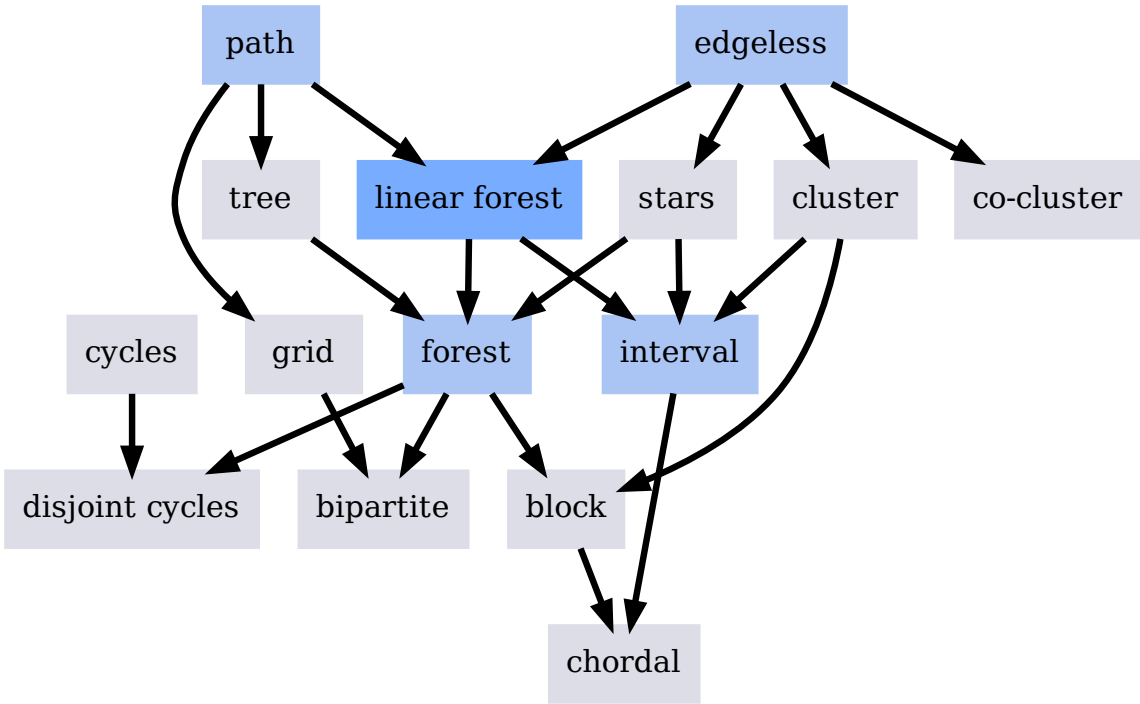 path
edgeless
tree
linear forest
stars
cluster
co-cluster
cycles
grid
forest
interval
disjoint cycles
bipartite
block
chordal